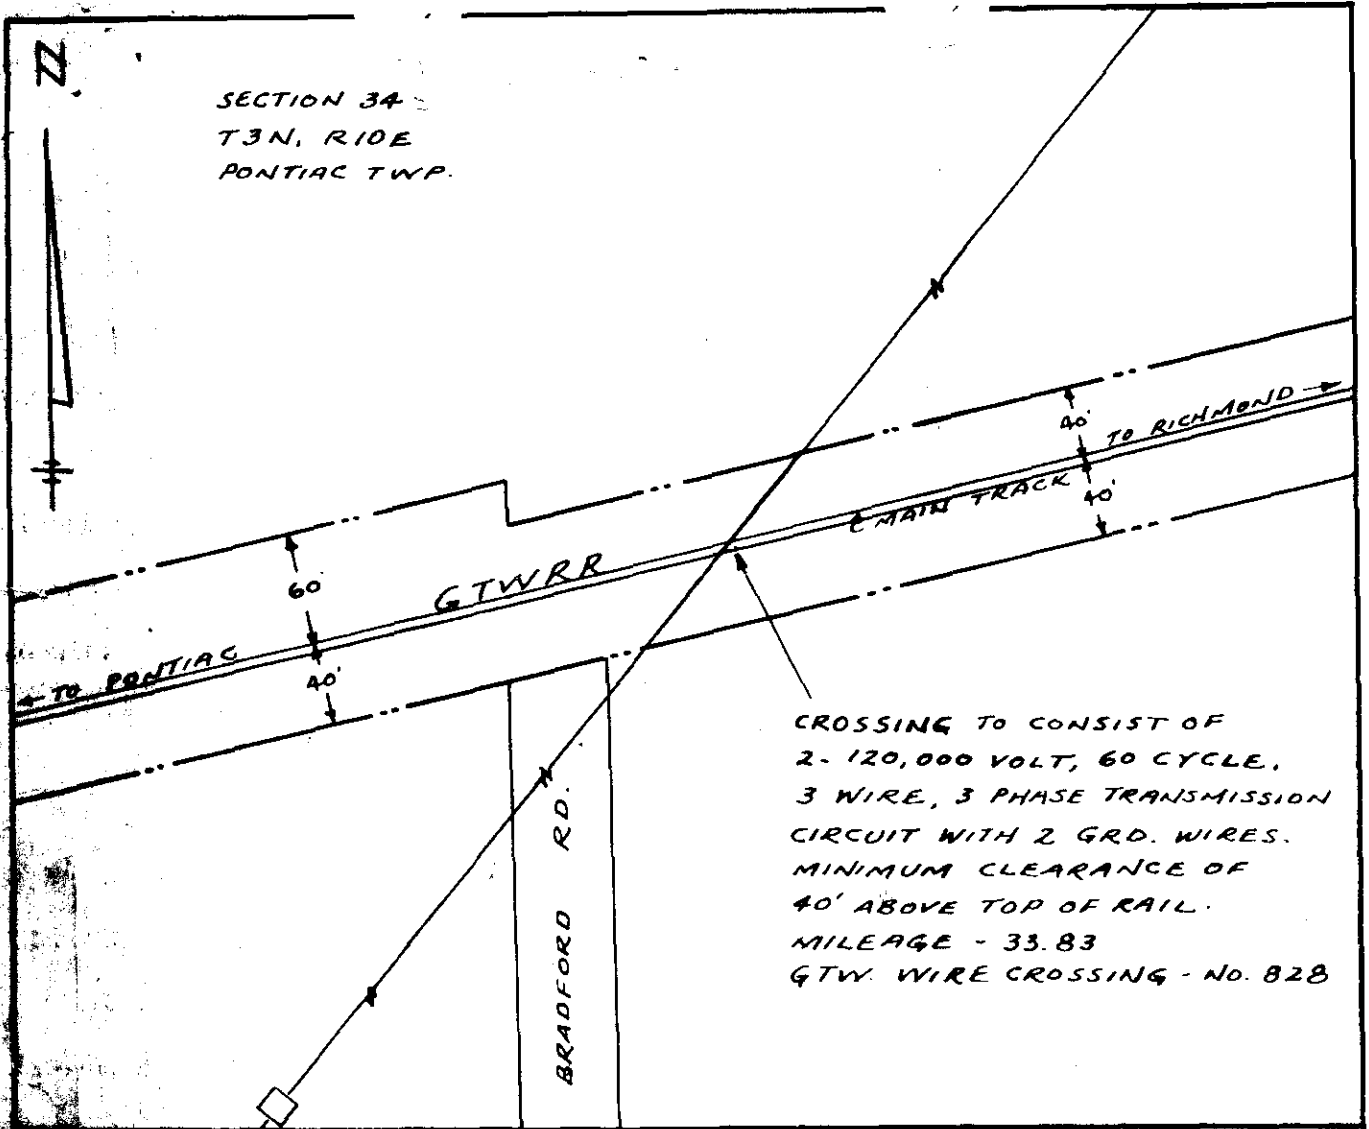 N
SECTION 34
T3N, R10E
PONTIAC TWP.
40'
TO RICHMOND
℄ MAIN TRACK
40'
60'
GTWRR
TO PONTIAC
40'
CROSSING TO CONSIST OF
2- 120,000 VOLT, 60 CYCLE,
3 WIRE, 3 PHASE TRANSMISSION
CIRCUIT WITH 2 GRD. WIRES.
MINIMUM CLEARANCE OF
40' ABOVE TOP OF RAIL.
MILEAGE - 33.83
GTW. WIRE CROSSING - NO. 828
BRADFORD RD.